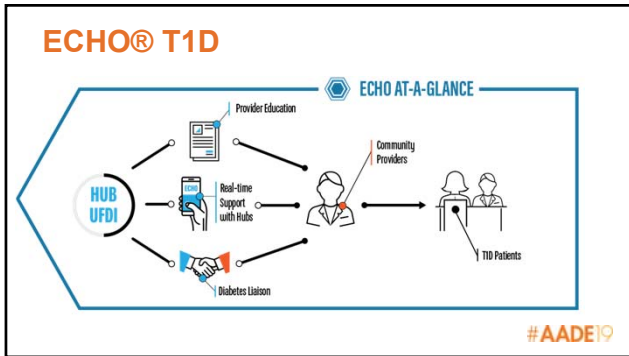 ECHO® T1D
ECHO AT-A-GLANCE
Provider Education
HUB
UFDI
ECHO
Real-time
Support
with Hubs
Diabetes Liaison
Community
Providers
T1D Patients
#AADE19